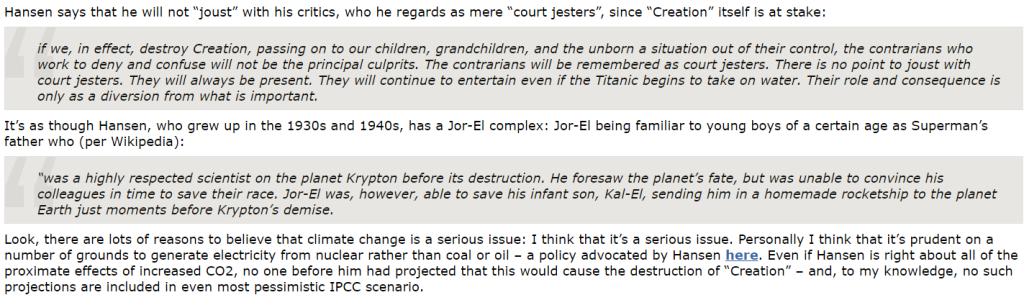 Hansen says that he will not “joust” with his critics, who he regards as mere “court jesters”, since “Creation” itself is at stake:
if we, in effect, destroy Creation, passing on to our children, grandchildren, and the unborn a situation out of their control, the contrarians who
work to deny and confuse will not be the principal culprits. The contrarians will be remembered as court jesters. There is no point to joust with
court jesters. They will always be present. They will continue to entertain even if the Titanic begins to take on water. Their role and consequence is
only as a diversion from what is important.
It’s as though Hansen, who grew up in the 1930s and 1940s, has a Jor-El complex: Jor-El being familiar to young boys of a certain age as Superman’s
father who (per Wikipedia):
“was a highly respected scientist on the planet Krypton before its destruction. He foresaw the planet’s fate, but was unable to convince his
colleagues in time to save their race. Jor-El was, however, able to save his infant son, Kal-El, sending him in a homemade rocketship to the planet
Earth just moments before Krypton’s demise.
Look, there are lots of reasons to believe that climate change is a serious issue: I think that it’s a serious issue. Personally I think that it’s prudent on a
number of grounds to generate electricity from nuclear rather than coal or oil – a policy advocated by Hansen here. Even if Hansen is right about all of the
proximate effects of increased CO2, no one before him had projected that this would cause the destruction of “Creation” – and, to my knowledge, no such
projections are included in even most pessimistic IPCC scenario.